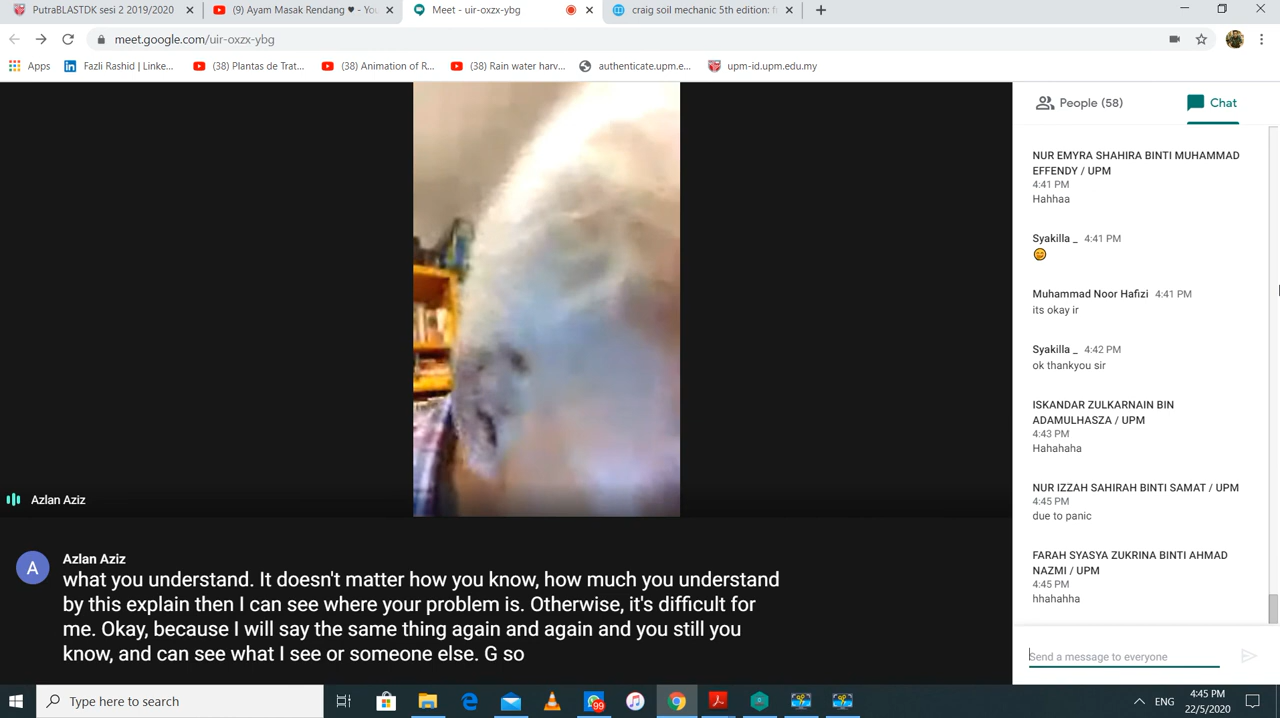 PutraBLASTDK sesi 2 2019/2020
(9) Ayam Masak Rendang ♥ - You
Meet - uir-oxzx-ybg
craig soil mechanic 5th edition: fr
meet.google.com/uir-oxzx-ybg
Apps
Fazli Rashid | Linke...
(38) Plantas de Trat...
(38) Animation of R...
(38) Rain water harv...
authenticate.upm.e...
upm-id.upm.edu.my
People (58)
Chat
NUR EMYRA SHAHIRA BINTI MUHAMMAD
EFFENDY / UPM
4:41 PM
Hahhaa
Syakilla _ 4:41 PM
Muhammad Noor Hafizi 4:41 PM
its okay ir
Syakilla _ 4:42 PM
ok thankyou sir
ISKANDAR ZULKARNAIN BIN
ADAMULHASZA / UPM
4:43 PM
Hahahaha
NUR IZZAH SAHIRAH BINTI SAMAT / UPM
4:45 PM
due to panic
FARAH SYASYA ZUKRINA BINTI AHMAD
NAZMI / UPM
4:45 PM
hhahahha
Send a message to everyone
Azlan Aziz
A
Azlan Aziz
what you understand. It doesn't matter how you know, how much you understand
by this explain then I can see where your problem is. Otherwise, it's difficult for
me. Okay, because I will say the same thing again and again and you still you
know, and can see what I see or someone else. G so
Type here to search
99
ENG
4:45 PM
22/5/2020